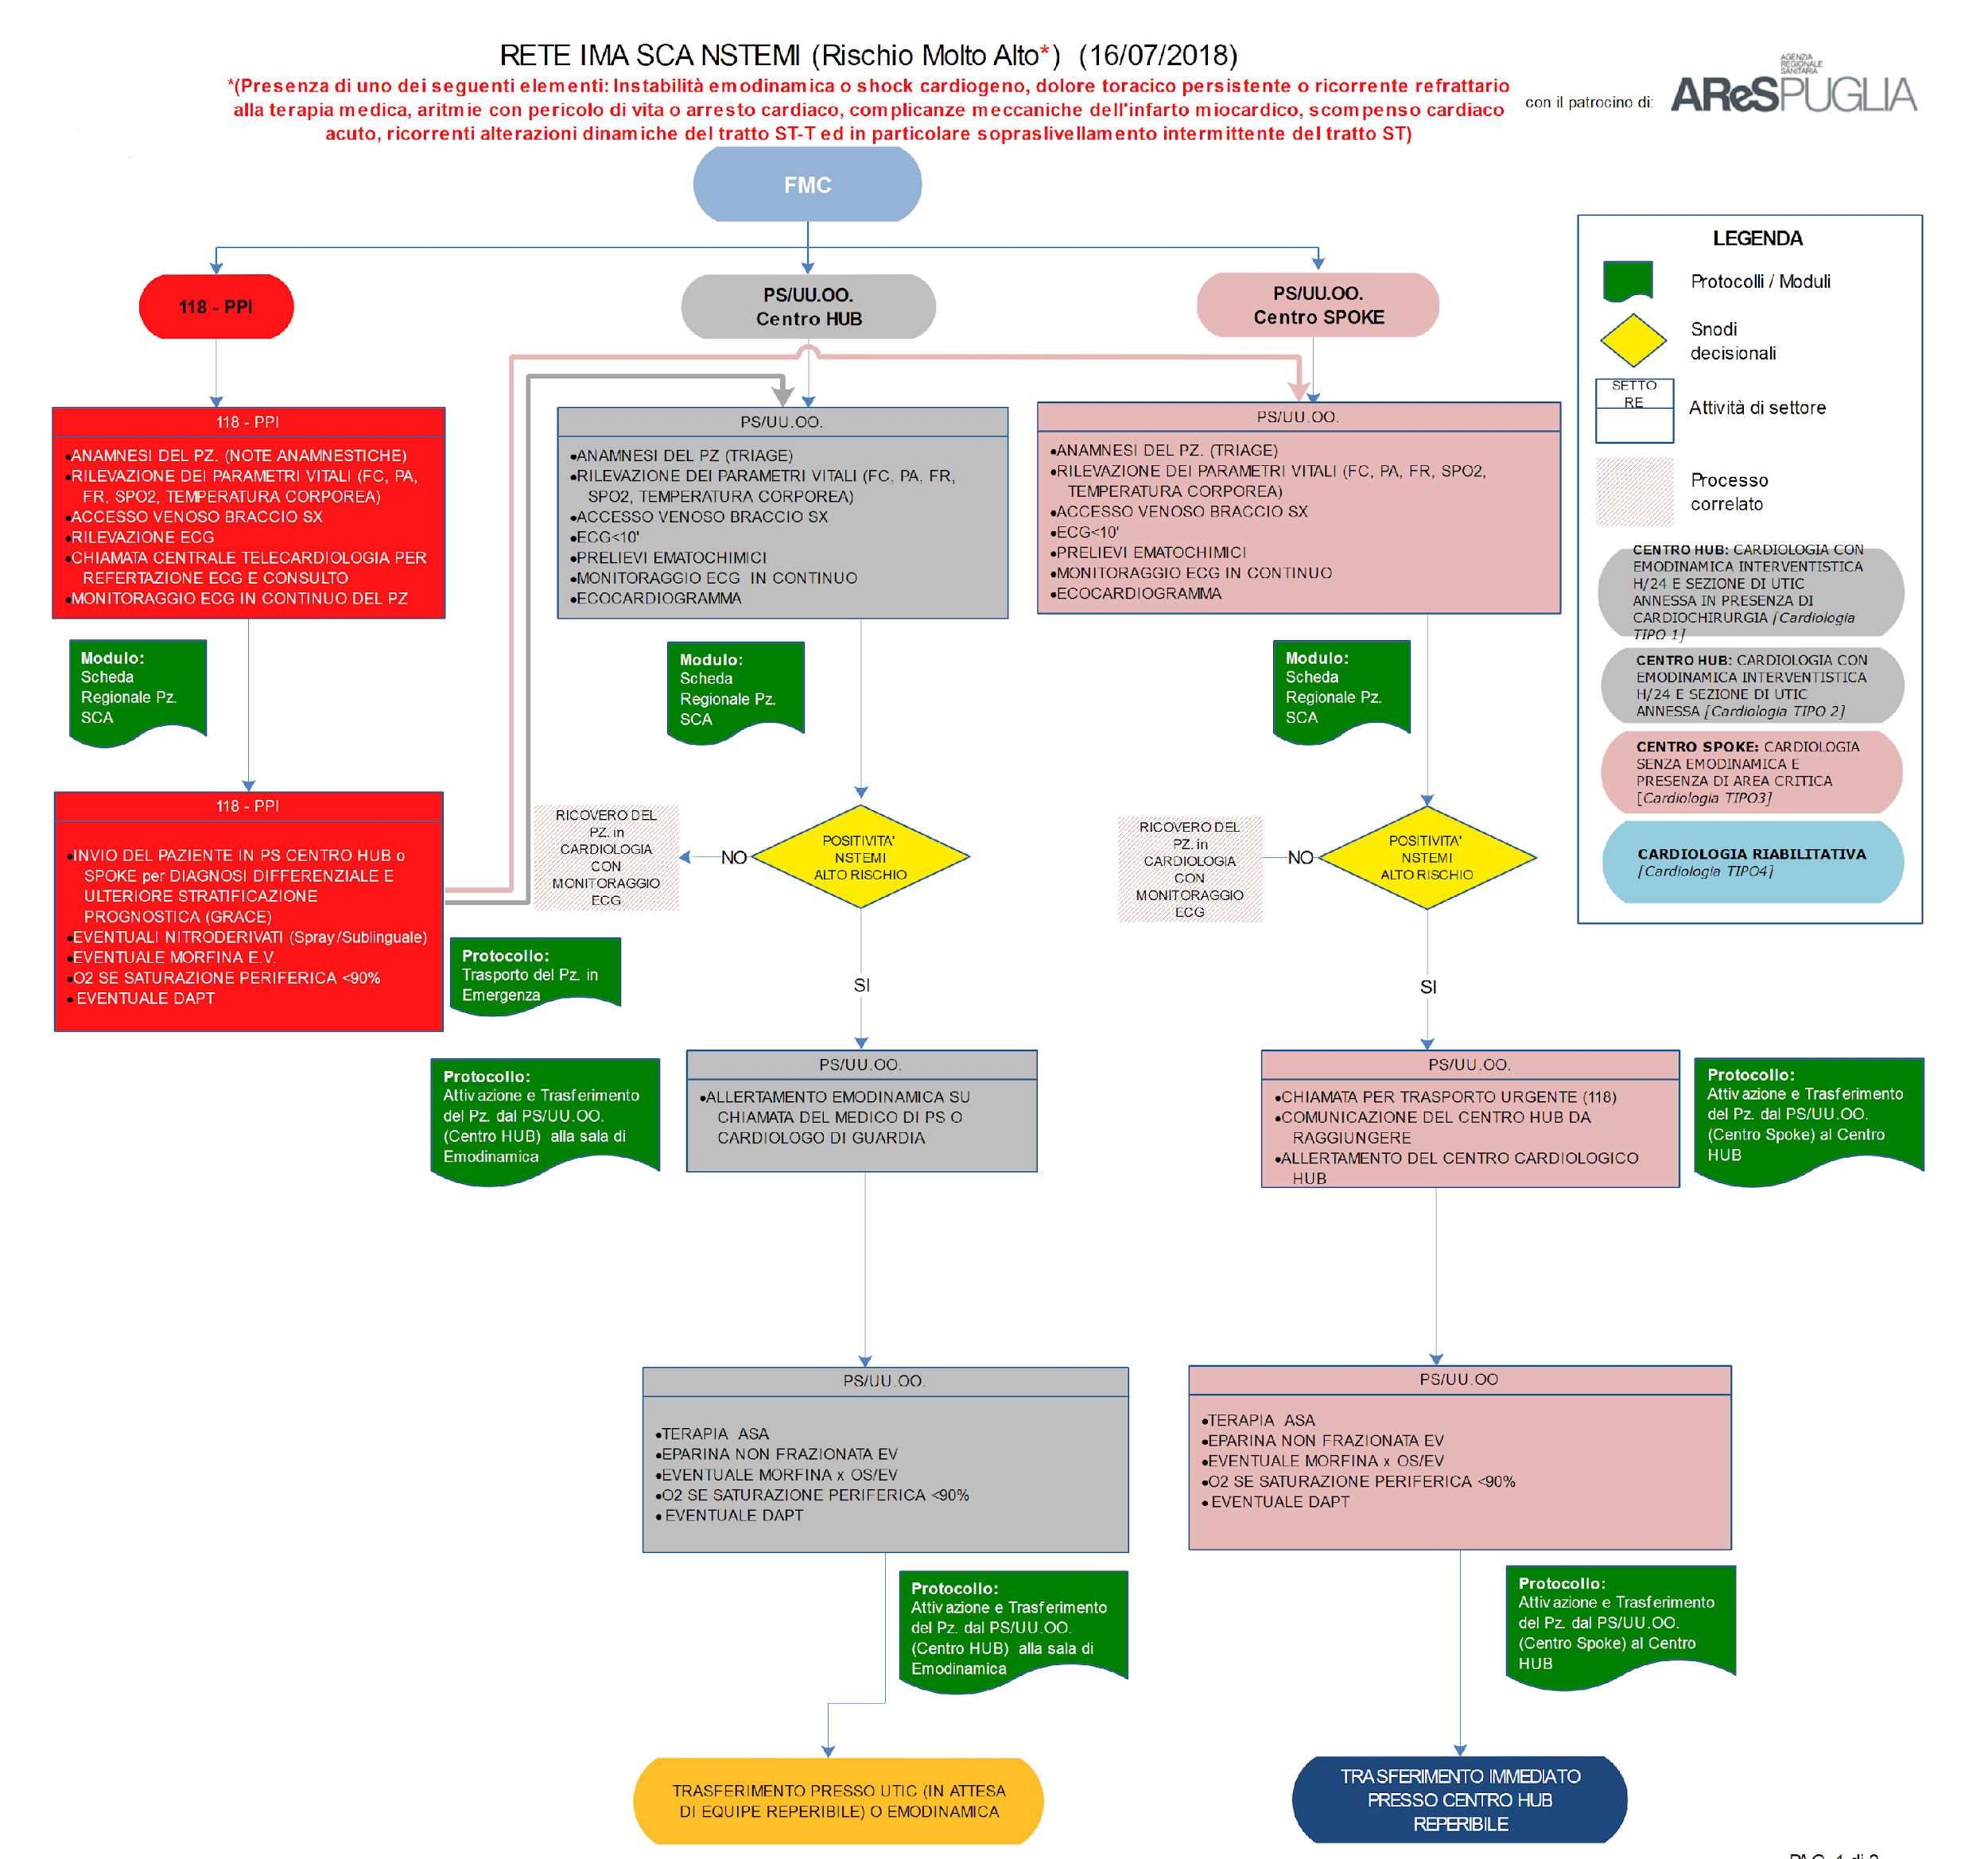 RETE IMA SCA NSTEMI (Rischio Molto Alto*) (16/07/2018)
*(Presenza di uno dei seguenti elementi: Instabilità emodinamica o shock cardiogeno, dolore toracico persistente o ricorrente refrattario
alla terapia medica, aritmie con pericolo di vita o arresto cardiaco, complicanze meccaniche dell'infarto miocardico, scompenso cardiaco
acuto, ricorrenti alterazioni dinamiche del tratto ST-T ed in particolare sopraslivellamento intermittente del tratto ST)
con il patrocino di:
AGENZIA
REGIONALE
SANITARIA
AReSPUGLIA
FMC
118 - PPI
PS/UU.OO.
Centro HUB
PS/UU.OO.
Centro SPOKE
118 - PPI
•ANAMNESI DEL PZ. (NOTE ANAMNESTICHE)
•RILEVAZIONE DEI PARAMETRI VITALI (FC, PA,
FR, SPO2, TEMPERATURA CORPOREA)
•ACCESSO VENOSO BRACCIO SX
•RILEVAZIONE ECG
•CHIAMATA CENTRALE TELECARDIOLOGIA PER
REFERTAZIONE ECG E CONSULTO
•MONITORAGGIO ECG IN CONTINUO DEL PZ
PS/UU.OO.
•ANAMNESI DEL PZ (TRIAGE)
•RILEVAZIONE DEI PARAMETRI VITALI (FC, PA, FR,
SPO2, TEMPERATURA CORPOREA)
•ACCESSO VENOSO BRACCIO SX
•ECG<10'
•PRELIEVI EMATOCHIMICI
•MONITORAGGIO ECG IN CONTINUO
•ECOCARDIOGRAMMA
PS/UU.OO.
•ANAMNESI DEL PZ. (TRIAGE)
•RILEVAZIONE DEI PARAMETRI VITALI (FC, PA, FR, SPO2,
TEMPERATURA CORPOREA)
•ACCESSO VENOSO BRACCIO SX
•ECG<10'
•PRELIEVI EMATOCHIMICI
•MONITORAGGIO ECG IN CONTINUO
•ECOCARDIOGRAMMA
Modulo:
Scheda
Regionale Pz.
SCA
Modulo:
Scheda
Regionale Pz.
SCA
Modulo:
Scheda
Regionale Pz.
SCA
118 - PPI
•INVIO DEL PAZIENTE IN PS CENTRO HUB o
SPOKE per DIAGNOSI DIFFERENZIALE E
ULTERIORE STRATIFICAZIONE
PROGNOSTICA (GRACE)
•EVENTUALI NITRODERIVATI (Spray/Sublinguale)
•EVENTUALE MORFINA E.V.
•O2 SE SATURAZIONE PERIFERICA <90%
• EVENTUALE DAPT
Protocollo:
Trasporto del Pz. in
Emergenza
RICOVERO DEL
PZ. in
CARDIOLOGIA
CON
MONITORAGGIO
ECG
NO
POSITIVITA'
NSTEMI
ALTO RISCHIO
SI
RICOVERO DEL
PZ. in
CARDIOLOGIA
CON
MONITORAGGIO
ECG
NO
POSITIVITA'
NSTEMI
ALTO RISCHIO
SI
Protocollo:
Attivazione e Trasferimento
del Pz. dal PS/UU.OO.
(Centro HUB) alla sala di
Emodinamica
PS/UU.OO.
•ALLERTAMENTO EMODINAMICA SU
CHIAMATA DEL MEDICO DI PS O
CARDIOLOGO DI GUARDIA
PS/UU.OO.
•CHIAMATA PER TRASPORTO URGENTE (118)
•COMUNICAZIONE DEL CENTRO HUB DA
RAGGIUNGERE
•ALLERTAMENTO DEL CENTRO CARDIOLOGICO
HUB
Protocollo:
Attivazione e Trasferimento
del Pz. dal PS/UU.OO.
(Centro Spoke) al Centro
HUB
PS/UU.OO.
•TERAPIA ASA
•EPARINA NON FRAZIONATA EV
•EVENTUALE MORFINA x OS/EV
•O2 SE SATURAZIONE PERIFERICA <90%
• EVENTUALE DAPT
PS/UU.OO
•TERAPIA ASA
•EPARINA NON FRAZIONATA EV
•EVENTUALE MORFINA x OS/EV
•O2 SE SATURAZIONE PERIFERICA <90%
• EVENTUALE DAPT
Protocollo:
Attivazione e Trasferimento
del Pz. dal PS/UU.OO.
(Centro HUB) alla sala di
Emodinamica
Protocollo:
Attivazione e Trasferimento
del Pz. dal PS/UU.OO.
(Centro Spoke) al Centro
HUB
TRASFERIMENTO PRESSO UTIC (IN ATTESA
DI EQUIPE REPERIBILE) O EMODINAMICA
TRASFERIMENTO IMMEDIATO
PRESSO CENTRO HUB
REPERIBILE
LEGENDA
Protocolli / Moduli
Snodi
decisionali
SETTO
RE
Attività di settore
Processo
correlato
CENTRO HUB: CARDIOLOGIA CON
EMODINAMICA INTERVENTISTICA
H/24 E SEZIONE DI UTIC
ANNESSA IN PRESENZA DI
CARDIOCHIRURGIA [Cardiologia
TIPO 1]
CENTRO HUB: CARDIOLOGIA CON
EMODINAMICA INTERVENTISTICA
H/24 E SEZIONE DI UTIC
ANNESSA [Cardiologia TIPO 2]
CENTRO SPOKE: CARDIOLOGIA
SENZA EMODINAMICA E
PRESENZA DI AREA CRITICA
[Cardiologia TIPO3]
CARDIOLOGIA RIABILITATIVA
[Cardiologia TIPO4]